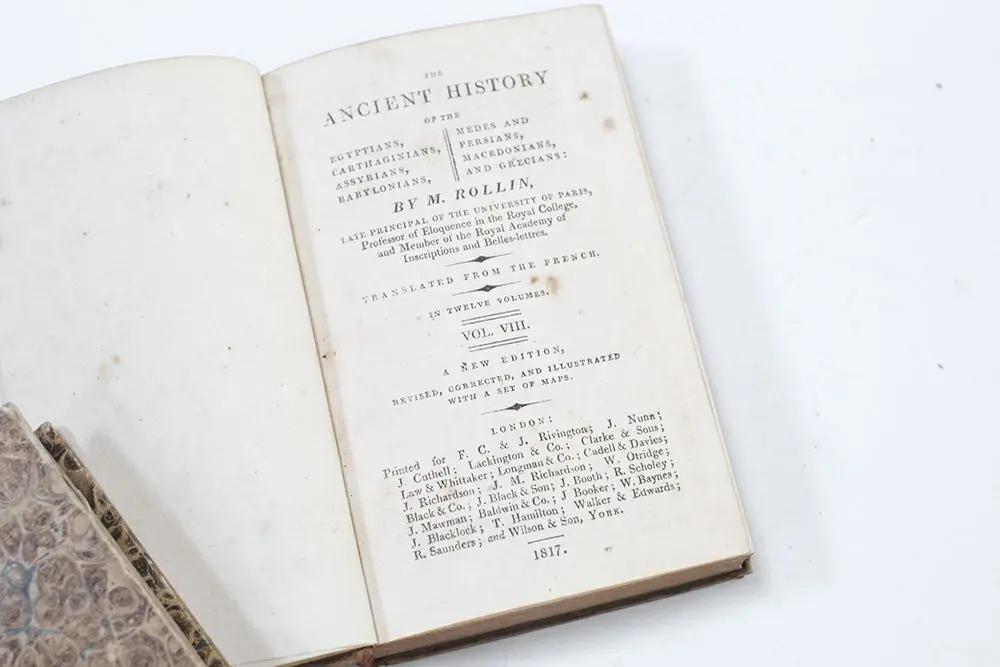 THE
ANCIENT HISTORY
OF THE
EGYPTIANS,
CARTHAGINIANS,
ASSYRIANS,
BABYLONIANS,
MEDES AND
PERSIANS,
MACEDONIANS,
AND GRECIANS:
BY M. ROLLIN,
LATE PRINCIPAL OF THE UNIVERSITY OF PARIS,
Professor of Eloquence in the Royal College,
and Member of the Royal Academy of
Inscriptions and Belles-lettres.
TRANSLATED FROM THE FRENCH.
IN TWELVE VOLUMES.
VOL. VIII.
A NEW EDITION,
REVISED, CORRECTED, AND ILLUSTRATED
WITH A SET OF MAPS.
LONDON:
Printed for F. C. & J. Rivington; J. Nunn;
J. Cuthell; Lackington & Co.; Clarke & Sons;
Law & Whittaker; Longman & Co.; Cadell & Davies;
J. Richardson; J. M. Richardson; W. Otridge;
Black & Co.; J. Black & Son; J. Booth; R. Scholey;
J. Mawman; Baldwin & Co.; J Booker; W. Baynes;
J. Blacklock; T. Hamilton; Walker & Edwards;
R. Saunders; and Wilson & Son, YORK.
1817.